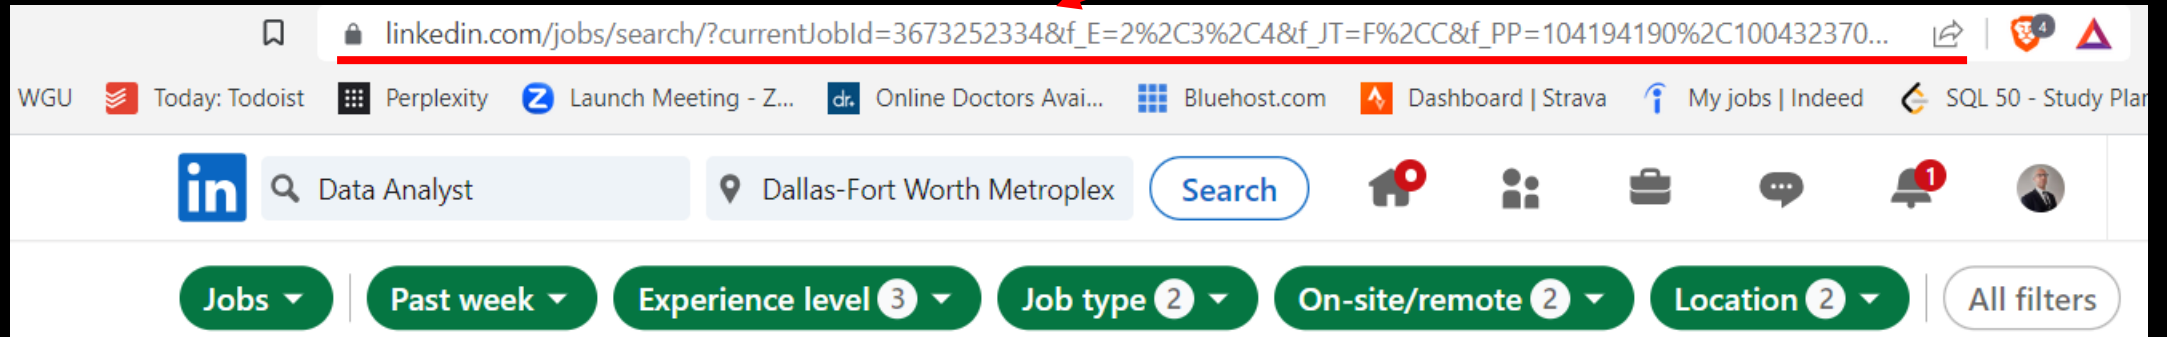 linkedin.com/jobs/search/?currentJobId=3673252334&f_E=2%2C3%2C4&f_JT=F%2CC&f_PP=104194190%2C100432370... 4
WGU Today: Todoist Perplexity Z Launch Meeting - Z... dr. Online Doctors Avai... Bluehost.com Dashboard | Strava My jobs | Indeed SQL 50 - Study Plan
in Data Analyst Dallas-Fort Worth Metroplex Search 1
Jobs Past week Experience level 3 Job type 2 On-site/remote 2 Location 2 All filters